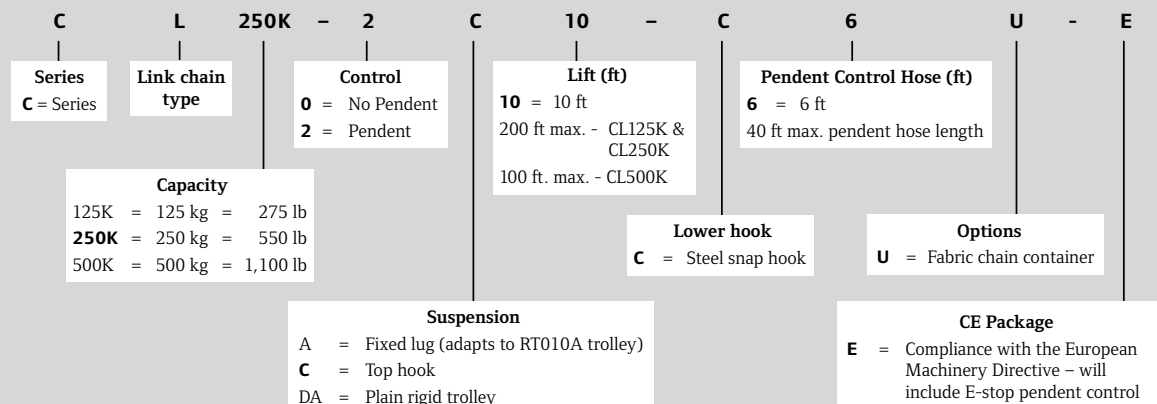 C L 250K – 2 C 10 – C 6 U - E
Series
C = Series
Link chain
type
Control
0 = No Pendent
2 = Pendent
Lift (ft)
10 = 10 ft
200 ft max. - CL125K &
CL250K
100 ft. max. - CL500K
Pendent Control Hose (ft)
6 = 6 ft
40 ft max. pendent hose length
Capacity
125K = 125 kg = 275 lb
250K = 250 kg = 550 lb
500K = 500 kg = 1,100 lb
Lower hook
C = Steel snap hook
Options
U = Fabric chain container
Suspension
A = Fixed lug (adapts to RT010A trolley)
C = Top hook
DA = Plain rigid trolley
CE Package
E = Compliance with the European
Machinery Directive – will
include E-stop pendent control